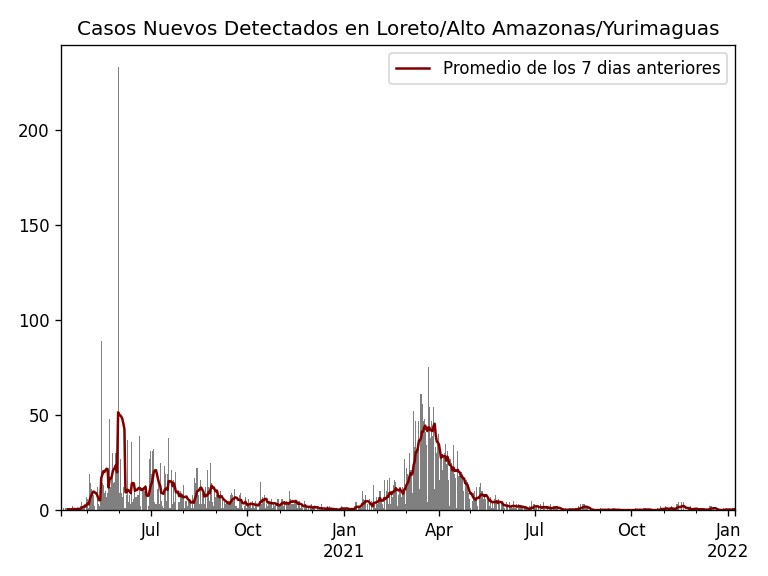 Casos Nuevos Detectados en Loreto/Alto Amazonas/Yurimaguas
Promedio de los 7 dias anteriores
200
150
100
50
0
Jul Oct Jan Apr Jul Oct Jan
2021 2022